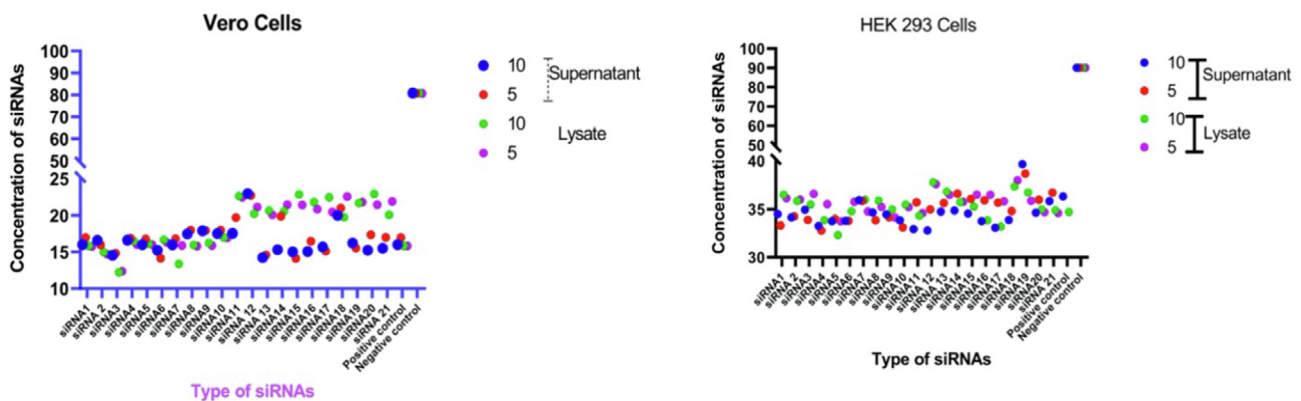 Vero Cells
Concentration of siRNAs
100
90
80
70
60
50
25
20
15
10
siRNA1
siRNA 2
siRNA3
siRNA4
siRNA5
siRNA6
siRNA7
siRNA8
siRNA9
siRNA10
siRNA11
siRNA 12
siRNA 13
siRNA14
siRNA15
siRNA16
siRNA17
siRNA18
siRNA19
siRNA20
siRNA 21
Positive control
Negative control
Type of siRNAs
10
5
Supernatant
10
5
Lysate
HEK 293 Cells
Concentration of siRNAs
100
90
80
70
60
50
40
35
30
siRNA1
siRNA 2
siRNA3
siRNA4
siRNA5
siRNA6
siRNA7
siRNA8
siRNA9
siRNA10
siRNA11
siRNA 12
siRNA 13
siRNA14
siRNA15
siRNA16
siRNA17
siRNA18
siRNA19
siRNA20
siRNA 21
Positive control
Negative control
Type of siRNAs
10
5
Supernatant
10
5
Lysate